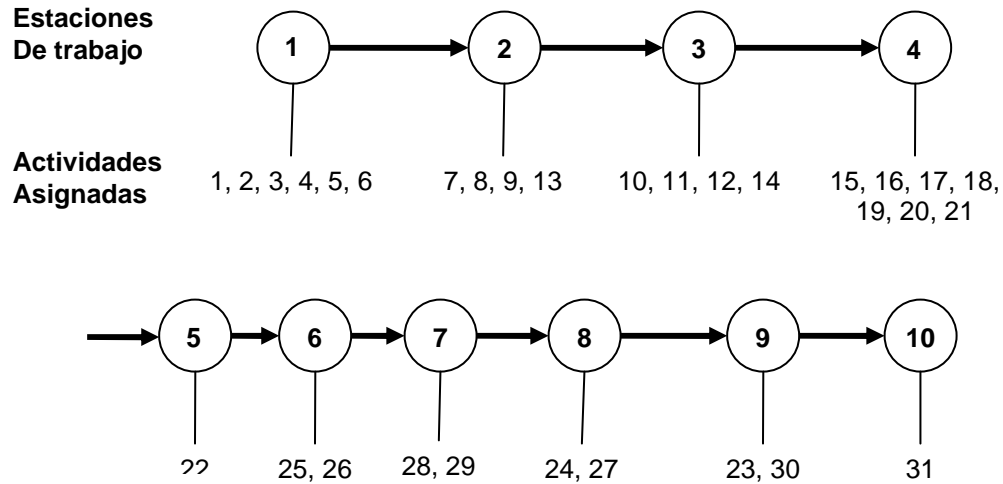 Estaciones
De trabajo
1 2 3 4
Actividades
Asignadas
1, 2, 3, 4, 5, 6 7, 8, 9, 13 10, 11, 12, 14 15, 16, 17, 18,
19, 20, 21
5 6 7 8 9 10
22 25, 26 28, 29 24, 27 23, 30 31